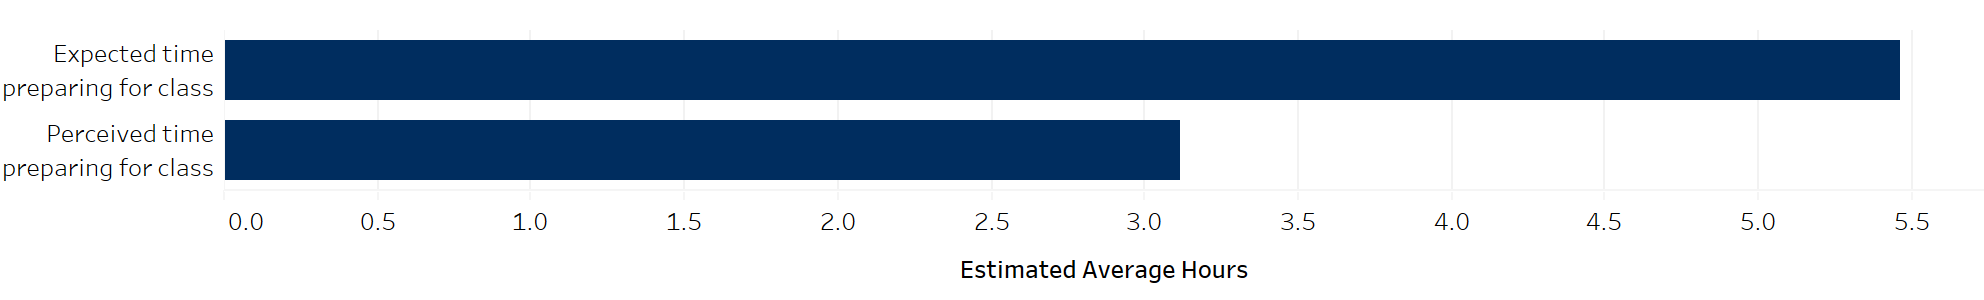 Expected time
preparing for class
Perceived time
preparing for class
0.0 0.5 1.0 1.5 2.0 2.5 3.0 3.5 4.0 4.5 5.0 5.5
Estimated Average Hours